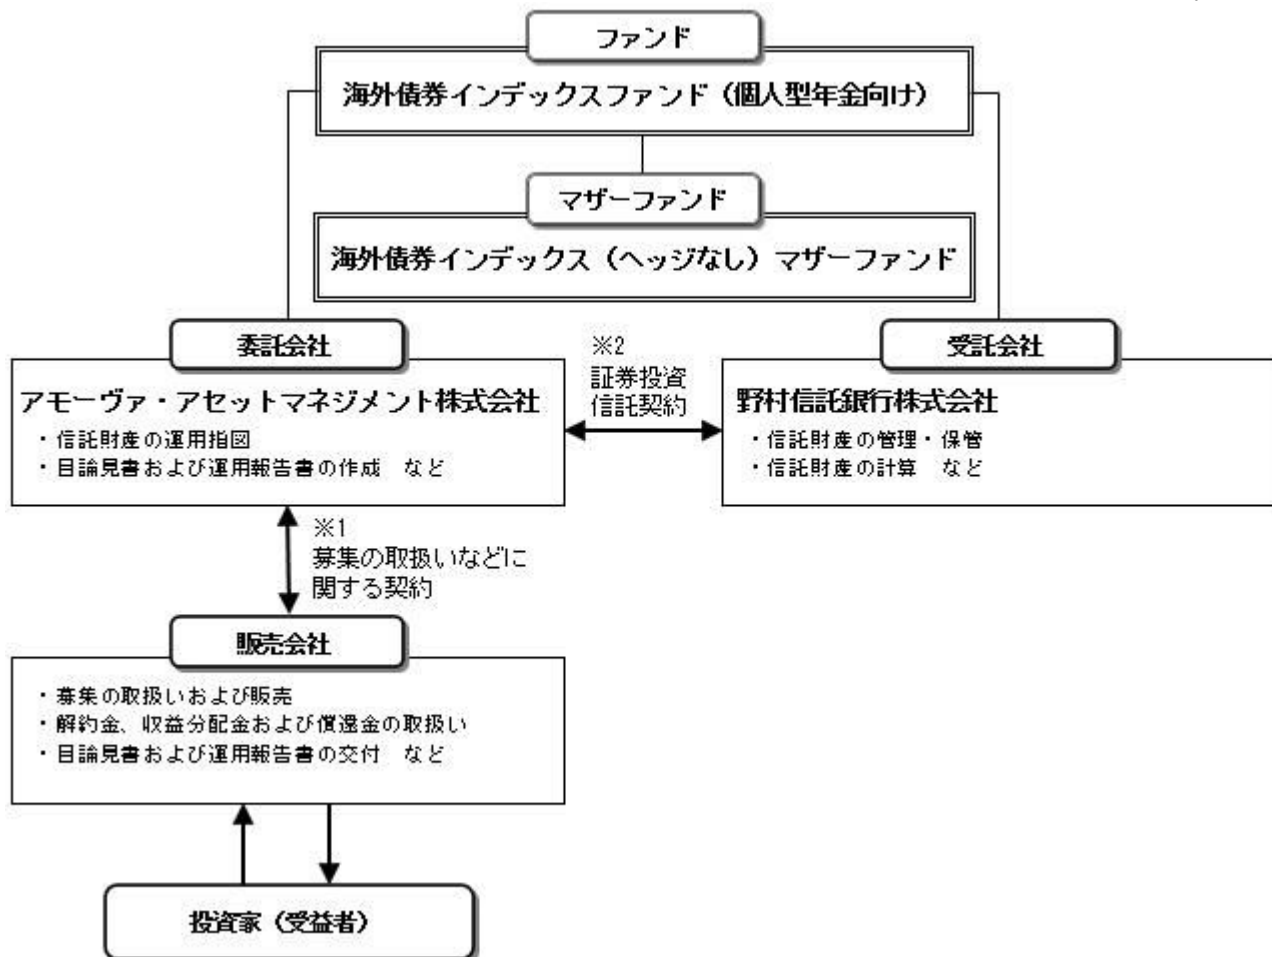 ファンド
海外債券インデックスファンド（個人型年金向け）
マザーファンド
海外債券インデックス（ヘッジなし）マザーファンド
委託会社
アモーヴァ・アセットマネジメント株式会社
・信託財産の運用指図
・目論見書および運用報告書の作成　など
※2
証券投資
信託契約
受託会社
野村信託銀行株式会社
・信託財産の管理・保管
・信託財産の計算　など
※1
募集の取扱いなどに
関する契約
販売会社
・募集の取扱いおよび販売
・解約金、収益分配金および償還金の取扱い
・目論見書および運用報告書の交付　など
投資家（受益者）